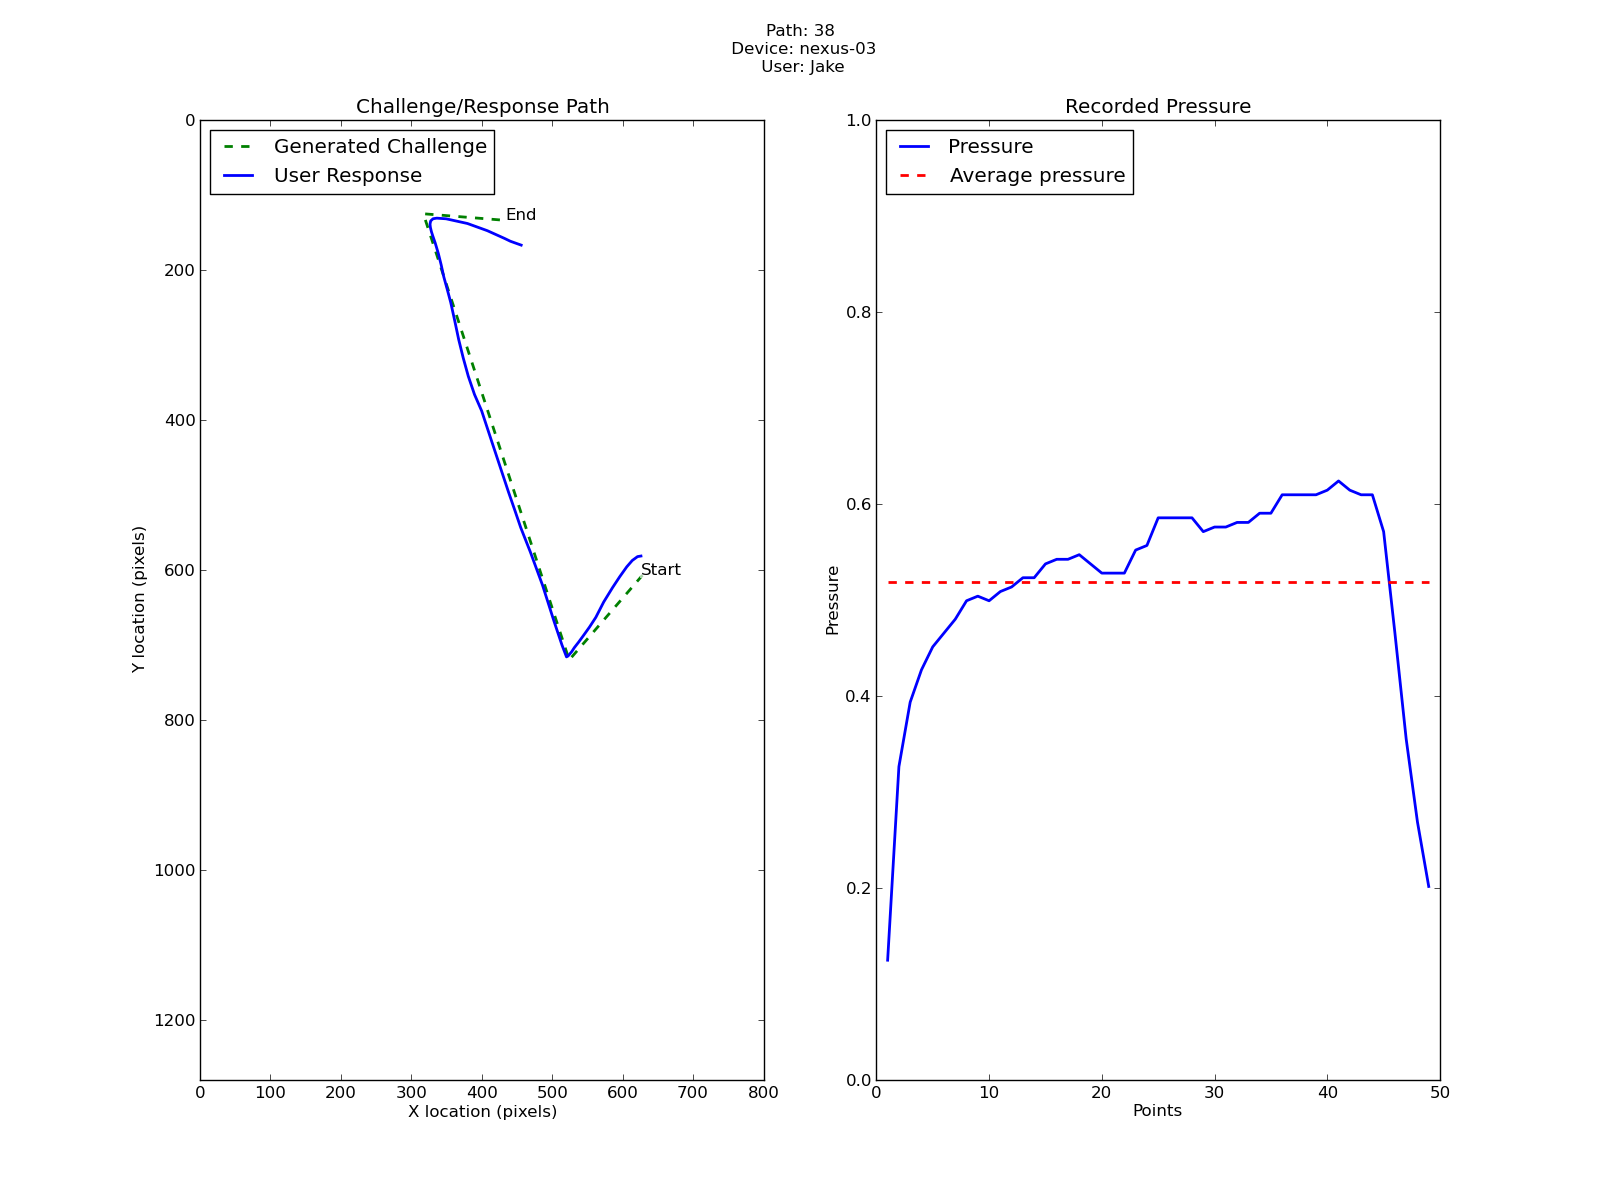 Path: 38
Device: nexus-03
User: Jake
Challenge/Response Path
Generated Challenge
User Response
End
Start
0
200
400
600
800
1000
1200
Y location (pixels)
0 100 200 300 400 500 600 700 800
X location (pixels)
Recorded Pressure
Pressure
Average pressure
1.0
0.8
0.6
0.4
0.2
0.0
Pressure
0 10 20 30 40 50
Points